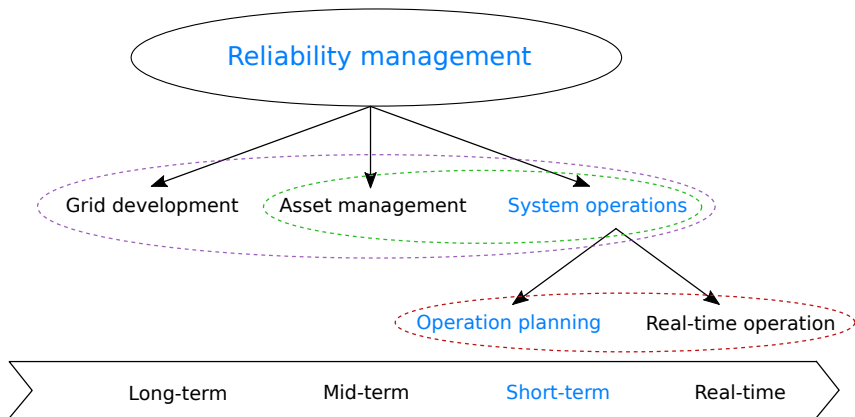 Reliability management
Grid development
Asset management
System operations
Operation planning
Real-time operation
Long-term
Mid-term
Short-term
Real-time